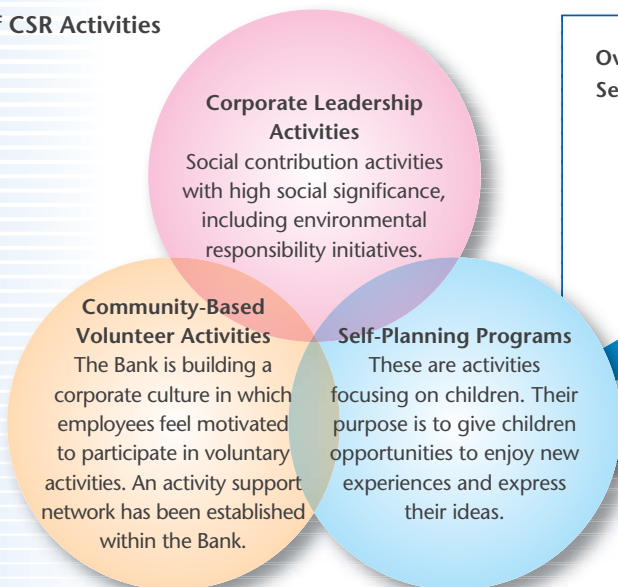 CSR Activities
Corporate Leadership
Activities
Social contribution activities
with high social significance,
including environmental
responsibility initiatives.
Community-Based
Volunteer Activities
The Bank is building a
corporate culture in which
employees feel motivated
to participate in voluntary
activities. An activity support
network has been established
within the Bank.
Self-Planning Programs
These are activities
focusing on children. Their
purpose is to give children
opportunities to enjoy new
experiences and express
their ideas.